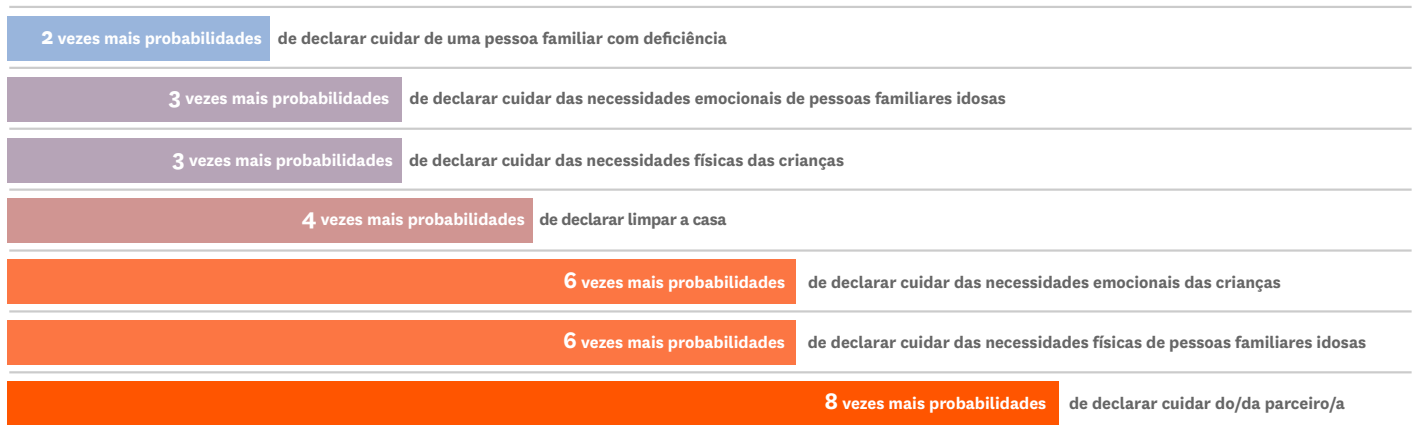 2 vezes mais probabilidades de declarar cuidar de uma pessoa familiar com deficiência
3 vezes mais probabilidades de declarar cuidar das necessidades emocionais de pessoas familiares idosas
3 vezes mais probabilidades de declarar cuidar das necessidades físicas das crianças
4 vezes mais probabilidades de declarar limpar a casa
6 vezes mais probabilidades de declarar cuidar das necessidades emocionais das crianças
6 vezes mais probabilidades de declarar cuidar das necessidades físicas de pessoas familiares idosas
8 vezes mais probabilidades de declarar cuidar do/da parceiro/a